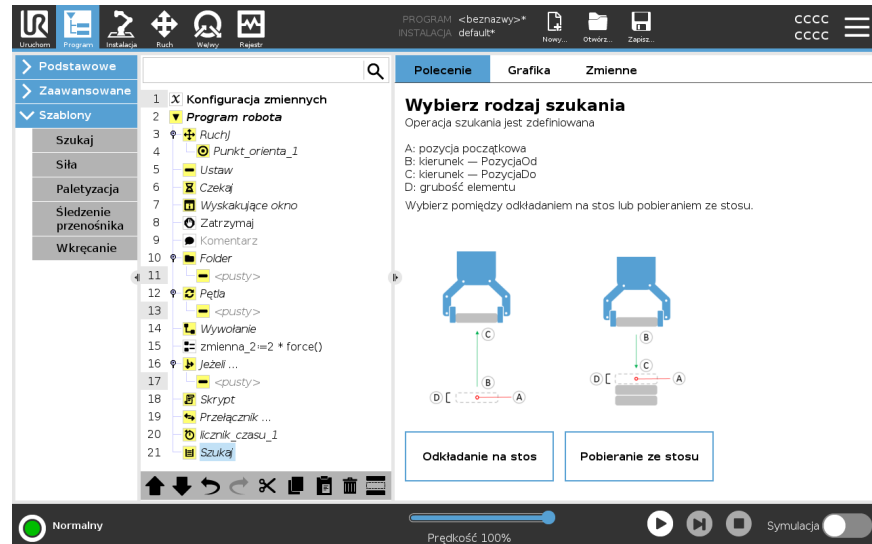 UR
PROGRAM <beznazwy>*
INSTALACJA default*
CCCC
CCCC
Uruchom
Program
Instalacja
Ruch
We/wy
Rejestr
Nowy...
Otwórz...
Zapisz...
Podstawowe
Zaawansowane
Szablony
Szukaj
Siła
Paletyzacja
Śledzenie
przenośnika
Wkręcanie
1 X Konfiguracja zmiennych
2 Program robota
3 RuchJ
4 Punkt_orienta_1
5 Ustaw
6 Czekaj
7 Wyskakujące okno
8 Zatrzymaj
9 Komentarz
10 Folder
11 <pusty>
12 Pętla
13 <pusty>
14 Wywołanie
15 zmienna_2:=2 * force()
16 Jeżeli ...
17 <pusty>
18 Skrypt
19 Przełącznik ...
20 licznik_czasu_1
21 Szukaj
Polecenie
Grafika
Zmienne
Wybierz rodzaj szukania
Operacja szukania jest zdefiniowana
A: pozycja początkowa
B: kierunek — PozycjaOd
C: kierunek — PozycjaDo
D: grubość elementu
Wybierz pomiędzy odkładaniem na stos lub pobieraniem ze stosu.
C
B
D
A
B
C
D
A
Odkładanie na stos
Pobieranie ze stosu
Normalny
Prędkość 100%
Symulacja